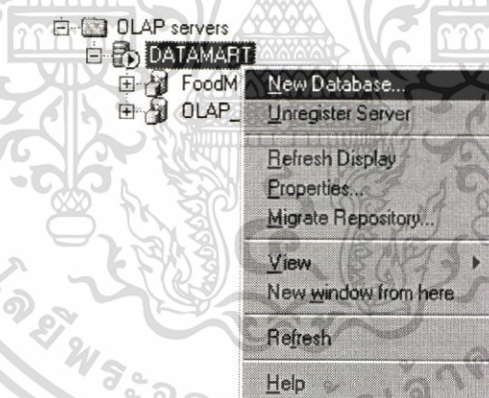 OLAP servers
DATAMART
FoodM
OLAP_
New Database...
Unregister Server
Refresh Display
Properties...
Migrate Repository...
View
New window from here
Refresh
Help